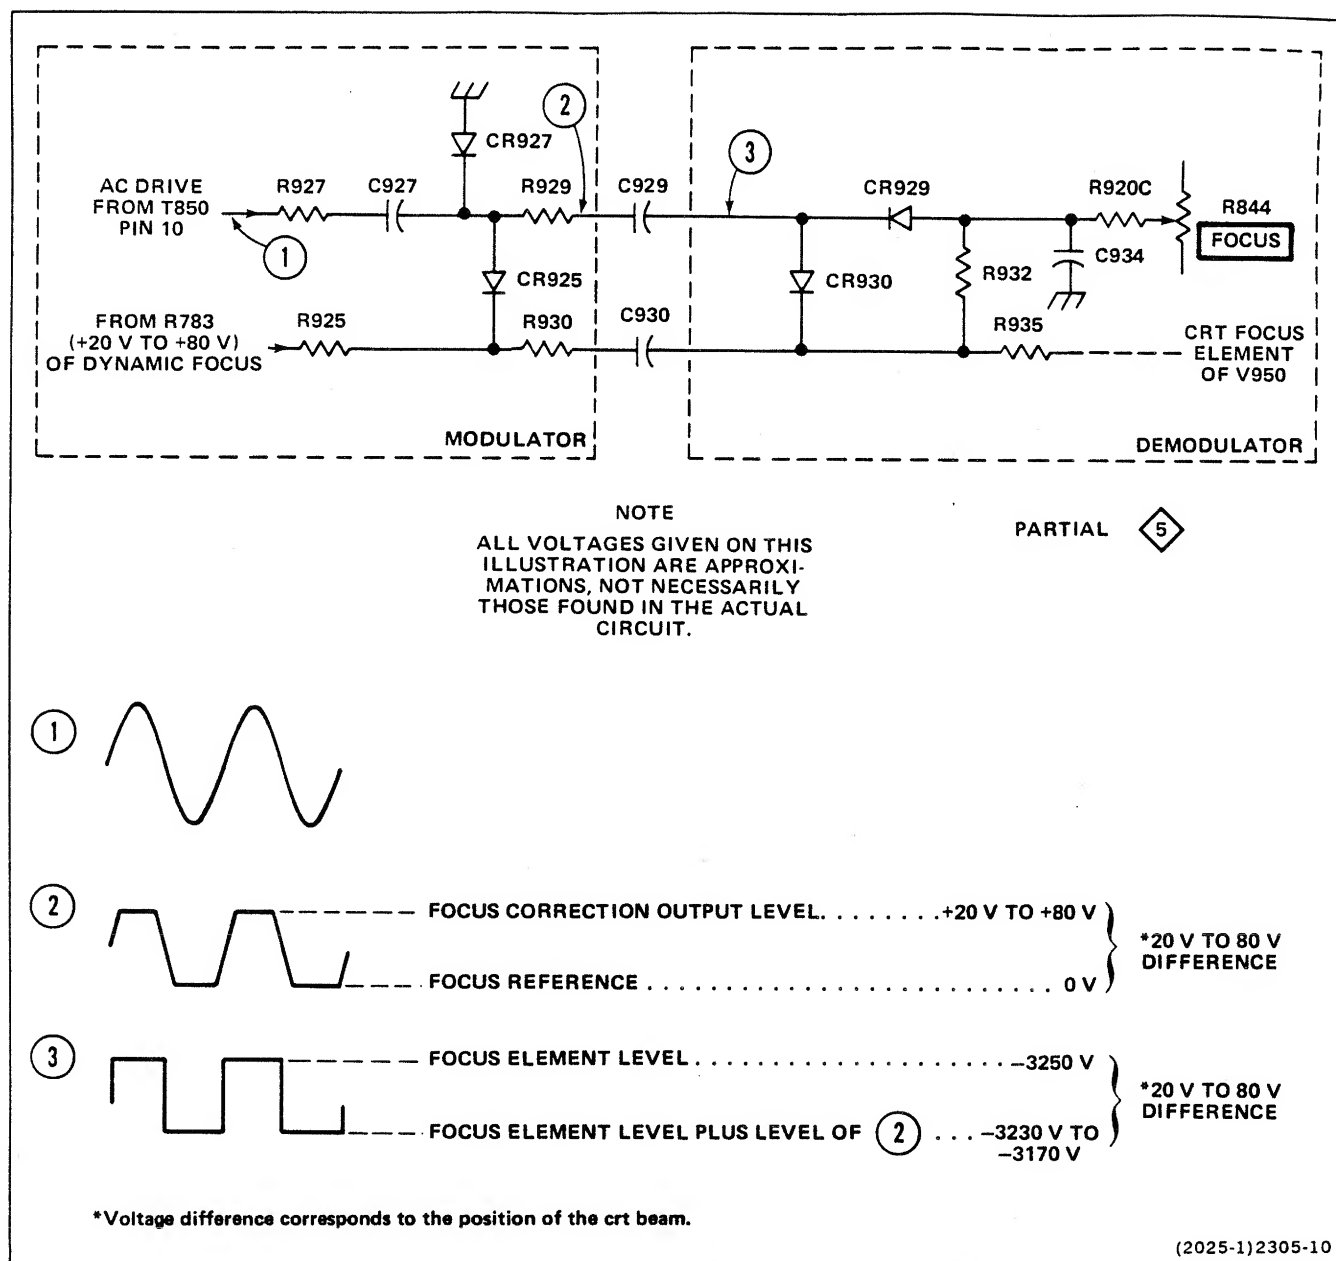 2
CR927
3
AC DRIVE
FROM T850
PIN 10
R927
C927
R929
C929
CR929
R920C
R844
FOCUS
1
CR925
CR930
R932
C934
FROM R783
(+20 V TO +80 V)
OF DYNAMIC FOCUS
R925
R930
C930
R935
CRT FOCUS
ELEMENT
OF V950
MODULATOR
DEMODULATOR
NOTE
ALL VOLTAGES GIVEN ON THIS
ILLUSTRATION ARE APPROXI-
MATIONS, NOT NECESSARILY
THOSE FOUND IN THE ACTUAL
CIRCUIT.
PARTIAL 5
1
2
FOCUS CORRECTION OUTPUT LEVEL. . . . . . . . +20 V TO +80 V
FOCUS REFERENCE . . . . . . . . . . . . . . . . . . . . . . . . . . . 0 V
*20 V TO 80 V
DIFFERENCE
3
FOCUS ELEMENT LEVEL. . . . . . . . . . . . . . . . . . . . –3250 V
FOCUS ELEMENT LEVEL PLUS LEVEL OF 2 . . . –3230 V TO
–3170 V
*20 V TO 80 V
DIFFERENCE
*Voltage difference corresponds to the position of the crt beam.
(2025-1)2305-10